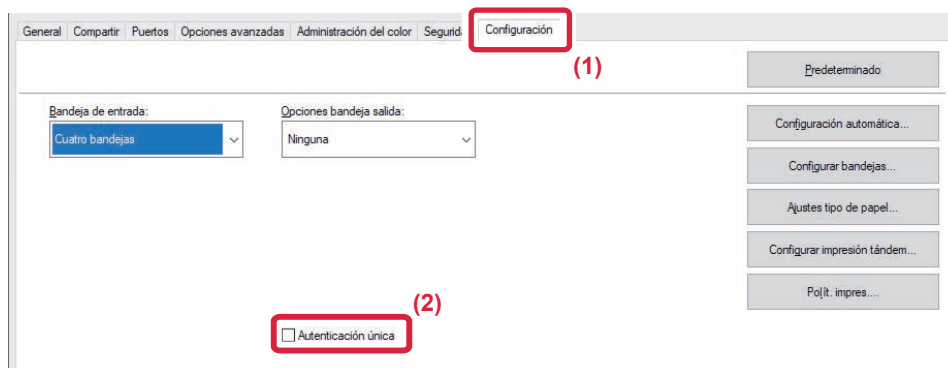 General Compartir Puertos Opciones avanzadas Administración del color Segurid Configuración
(1)
Predeterminado
Bandeja de entrada: Opciones bandeja salida:
Cuatro bandejas Ninguna
Configuración automática...
Configurar bandejas...
Ajustes tipo de papel...
Configurar impresión tándem...
Polít. impres....
(2)
Autenticación única